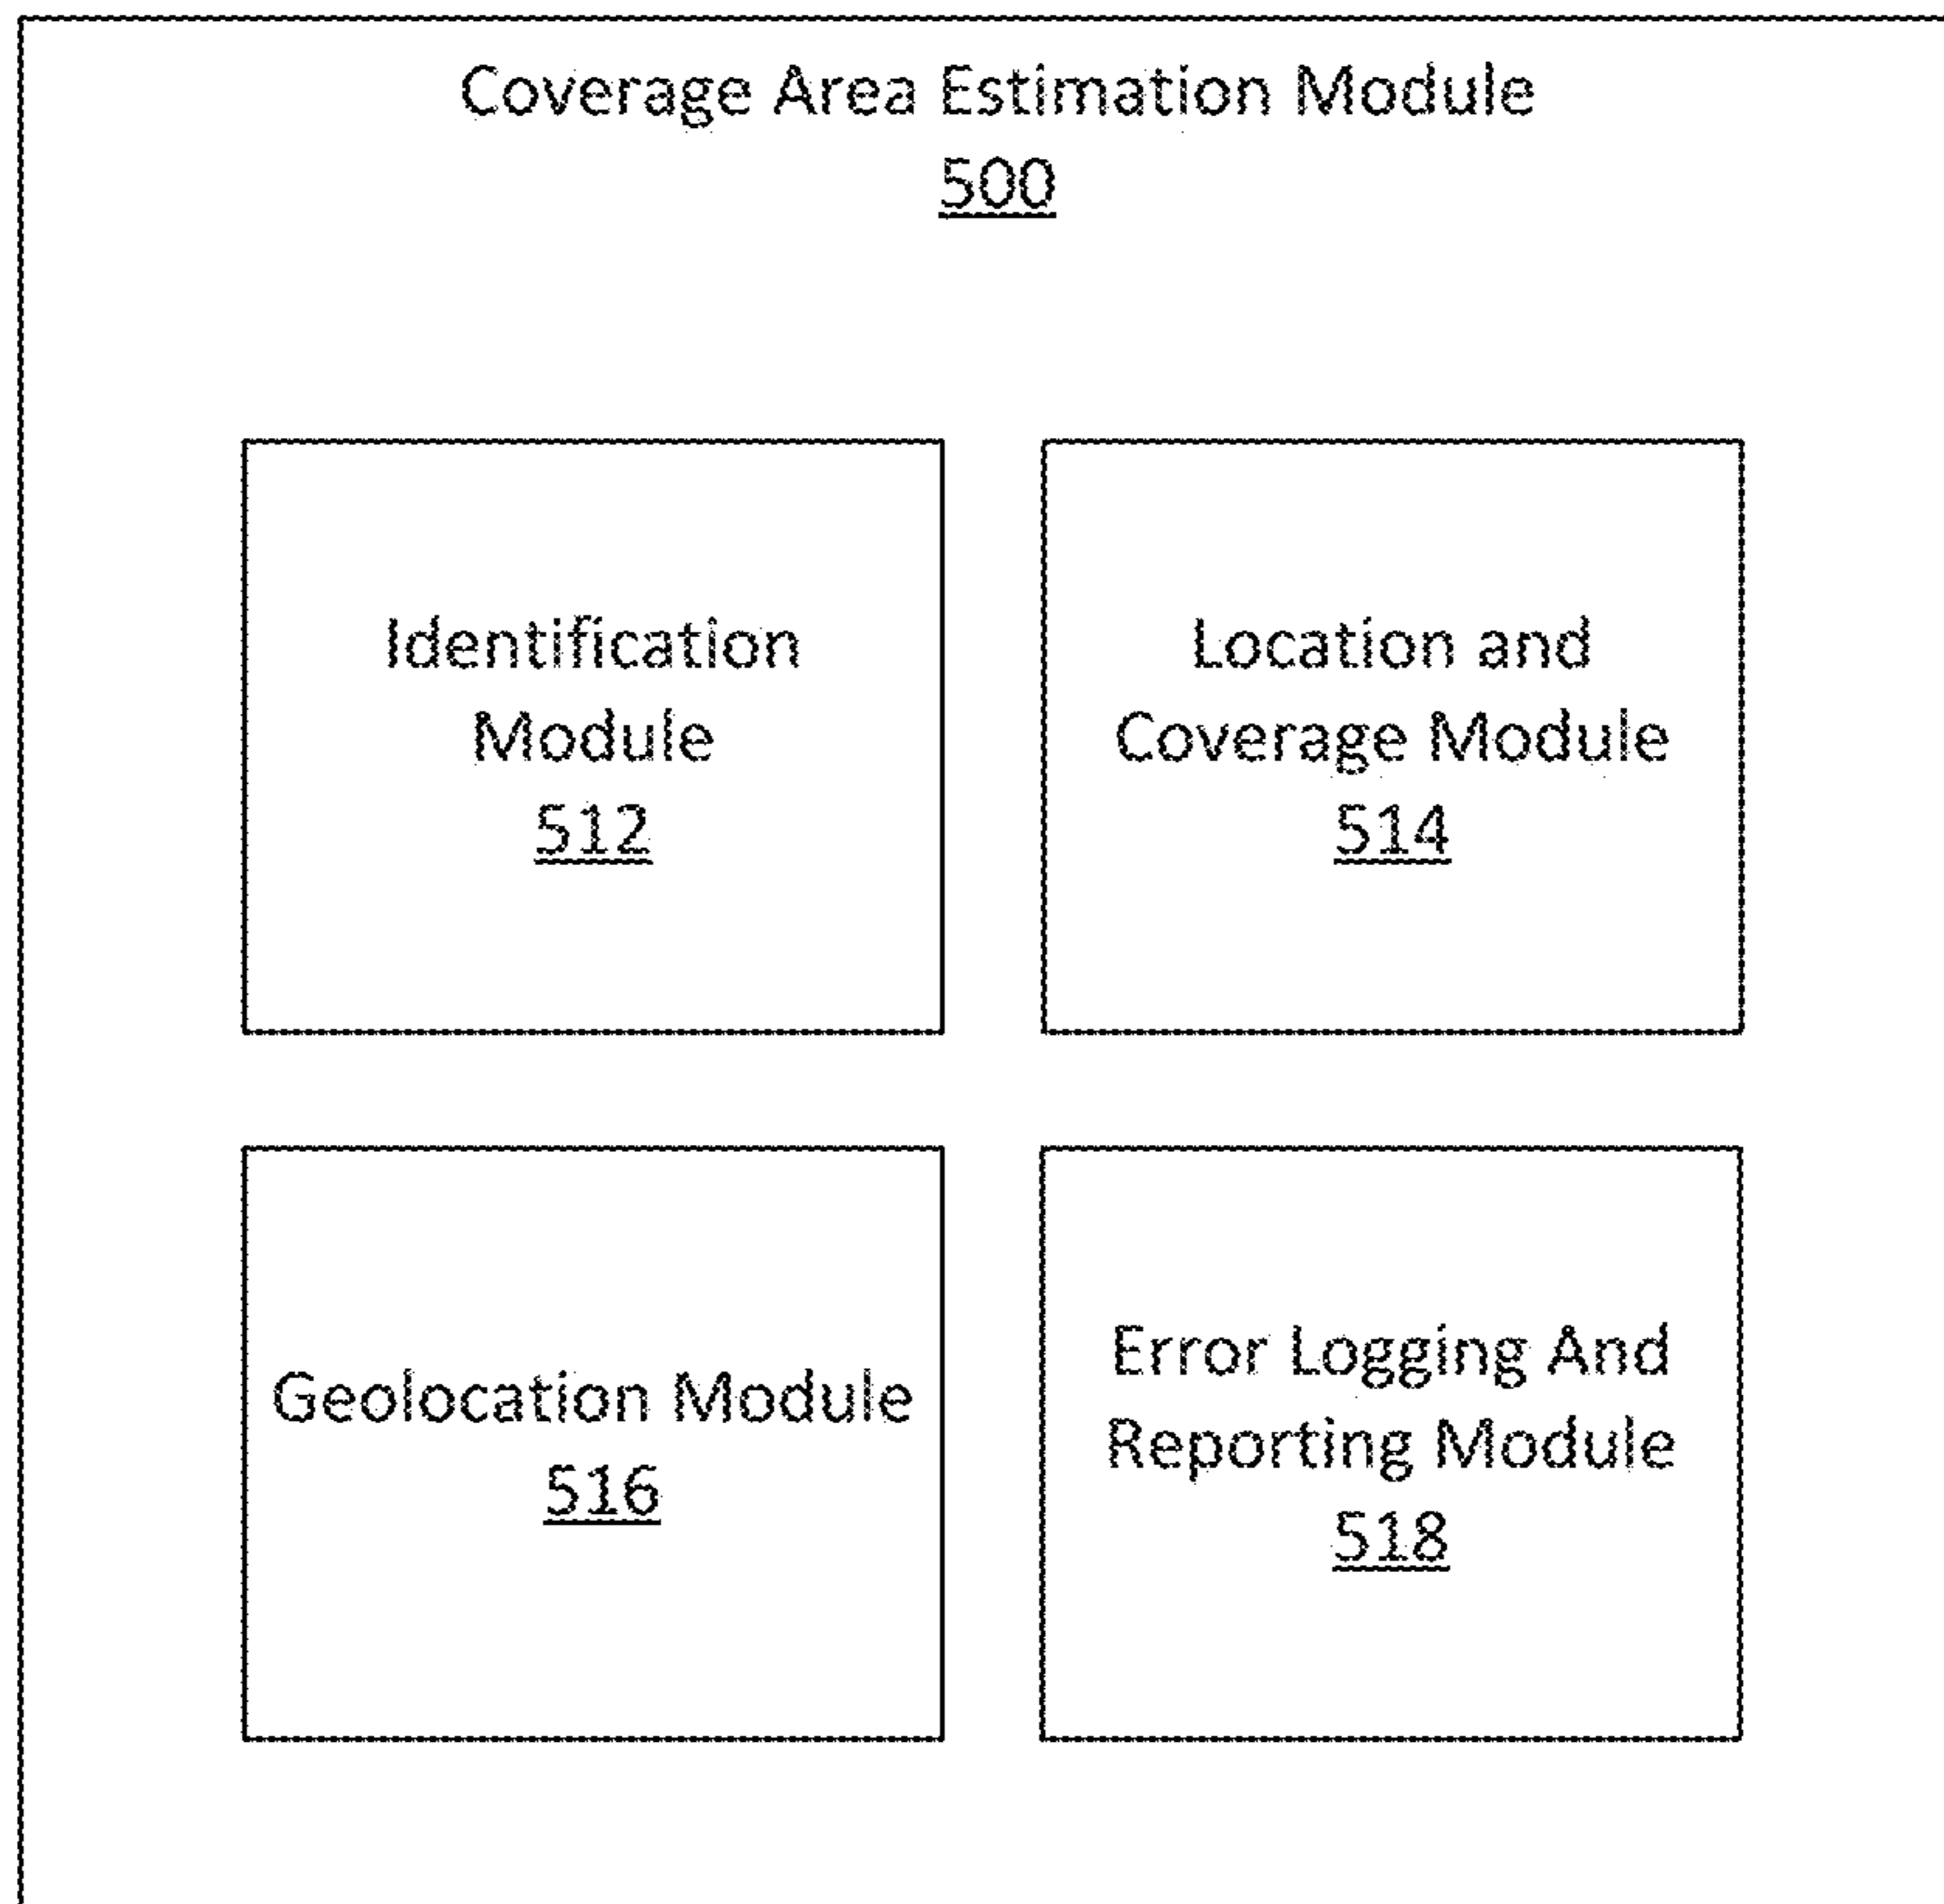 Coverage Area Estimation Module
500
Identification
Module
512
Location and
Coverage Module
514
Geolocation Module
516
Error Logging And
Reporting Module
518